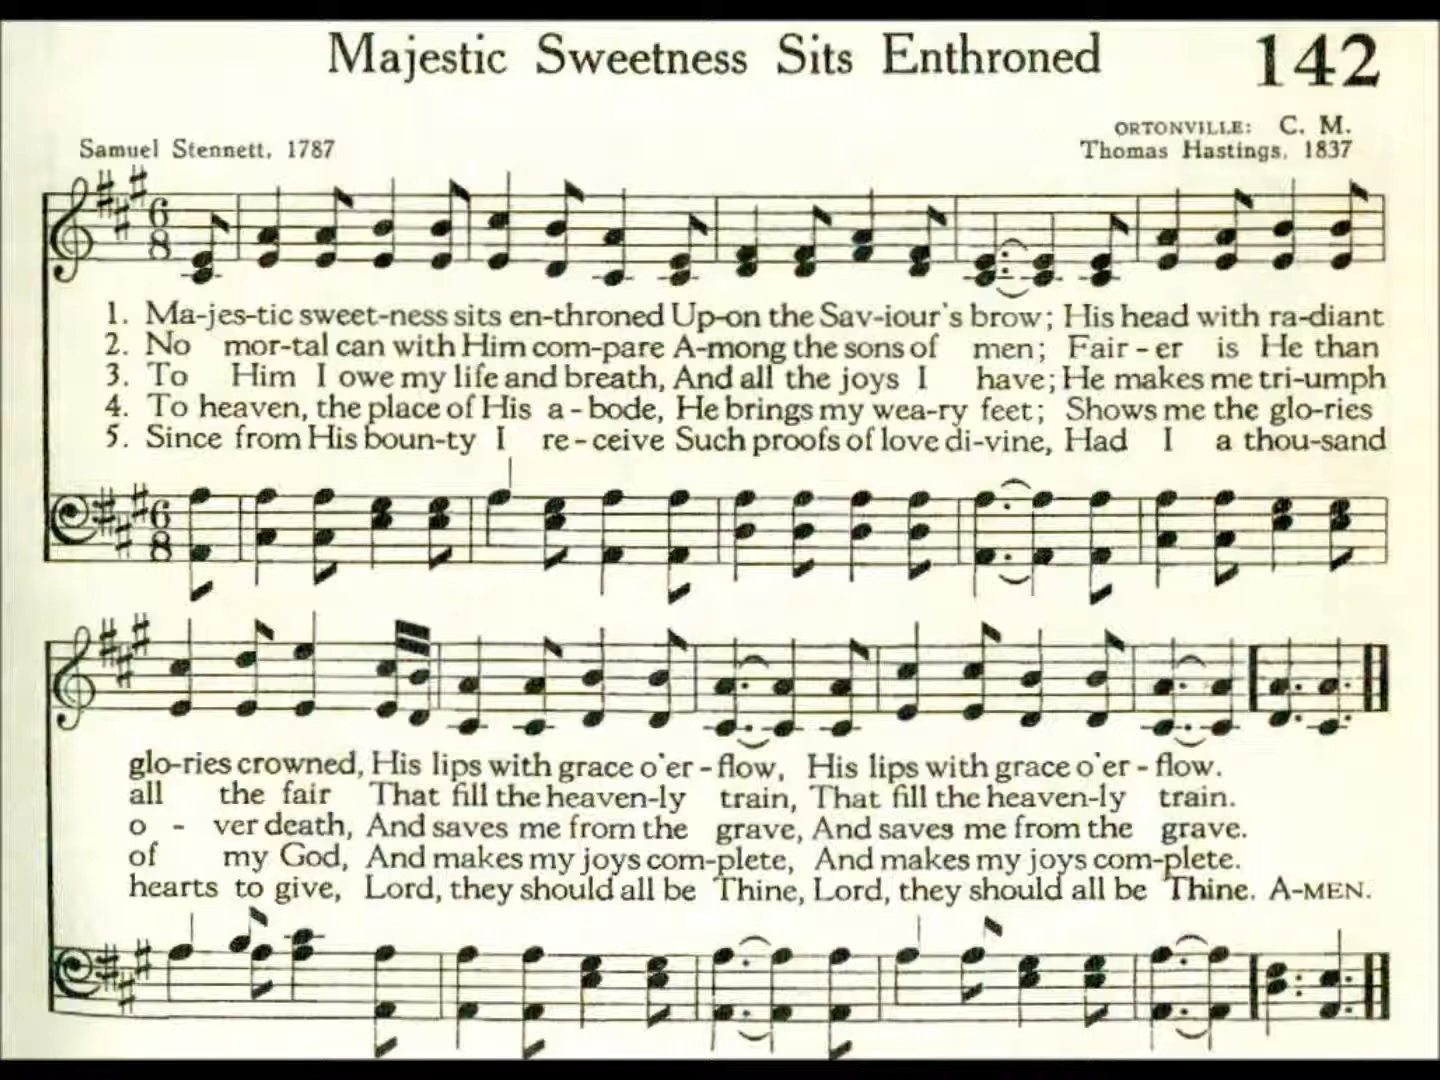 Majestic Sweetness Sits Enthroned 142
ORTONVILLE: C. M.
Samuel Stennett, 1787 Thomas Hastings, 1837
6
8
1. Ma-jes-tic sweet-ness sits en-throned Up-on the Sav-iour's brow; His head with ra-diant
2. No mor-tal can with Him com-pare A-mong the sons of men; Fair-er is He than
3. To Him I owe my life and breath, And all the joys I have; He makes me tri-umph
4. To heaven, the place of His a-bode, He brings my wea-ry feet; Shows me the glo-ries
5. Since from His boun-ty I re-ceive Such proofs of love di-vine, Had I a thou-sand
6
8
glo-ries crowned, His lips with grace o'er-flow, His lips with grace o'er-flow.
all the fair That fill the heaven-ly train, That fill the heaven-ly train.
o - ver death, And saves me from the grave, And saves me from the grave.
of my God, And makes my joys com-plete, And makes my joys com-plete.
hearts to give, Lord, they should all be Thine, Lord, they should all be Thine. A-MEN.